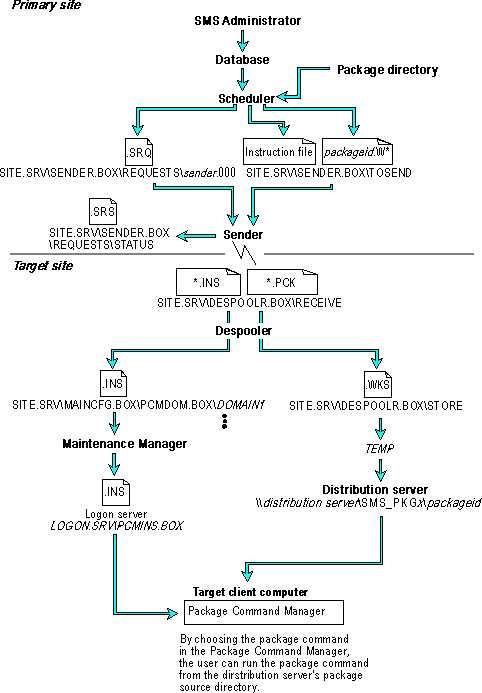 Primary site
SMS Administrator
Database
Package directory
Scheduler
.SRQ
Instruction file
packageid.W*
SITE.SRV\SENDER.BOX\REQUESTS\sender.000
SITE.SRV\SENDER.BOX\TOSEND
.SRS
SITE.SRV\SENDER.BOX
\REQUESTS\STATUS
Sender
Target site
*.INS
*.PCK
SITE.SRV\DESPOOLR.BOX\RECEIVE
Despooler
.INS
.WKS
SITE.SRV\MAINCFG.BOX\PCMDOM.BOX\DOMAIN1
SITE.SRV\DESPOOLR.BOX\STORE
Maintenance Manager
TEMP
.INS
Distribution server
\\distribution server\SMS_PKGx\packageid
Logon server
LOGON.SRV\PCMINS.BOX
Target client computer
Package Command Manager
By choosing the package command
in the Package Command Manager,
the user can run the package command
from the dirstribution server's package
source directory.